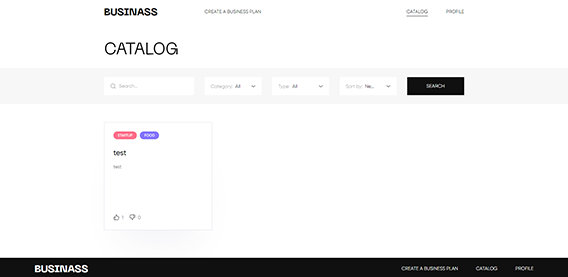 BUSINASS CREATE A BUSINESS PLAN CATALOG PROFILE
CATALOG
Search... Category: All Type: All Sort by: Ne... SEARCH
STARTUP FOOD
test
test
1 0
BUSINASS CREATE A BUSINESS PLAN CATALOG PROFILE